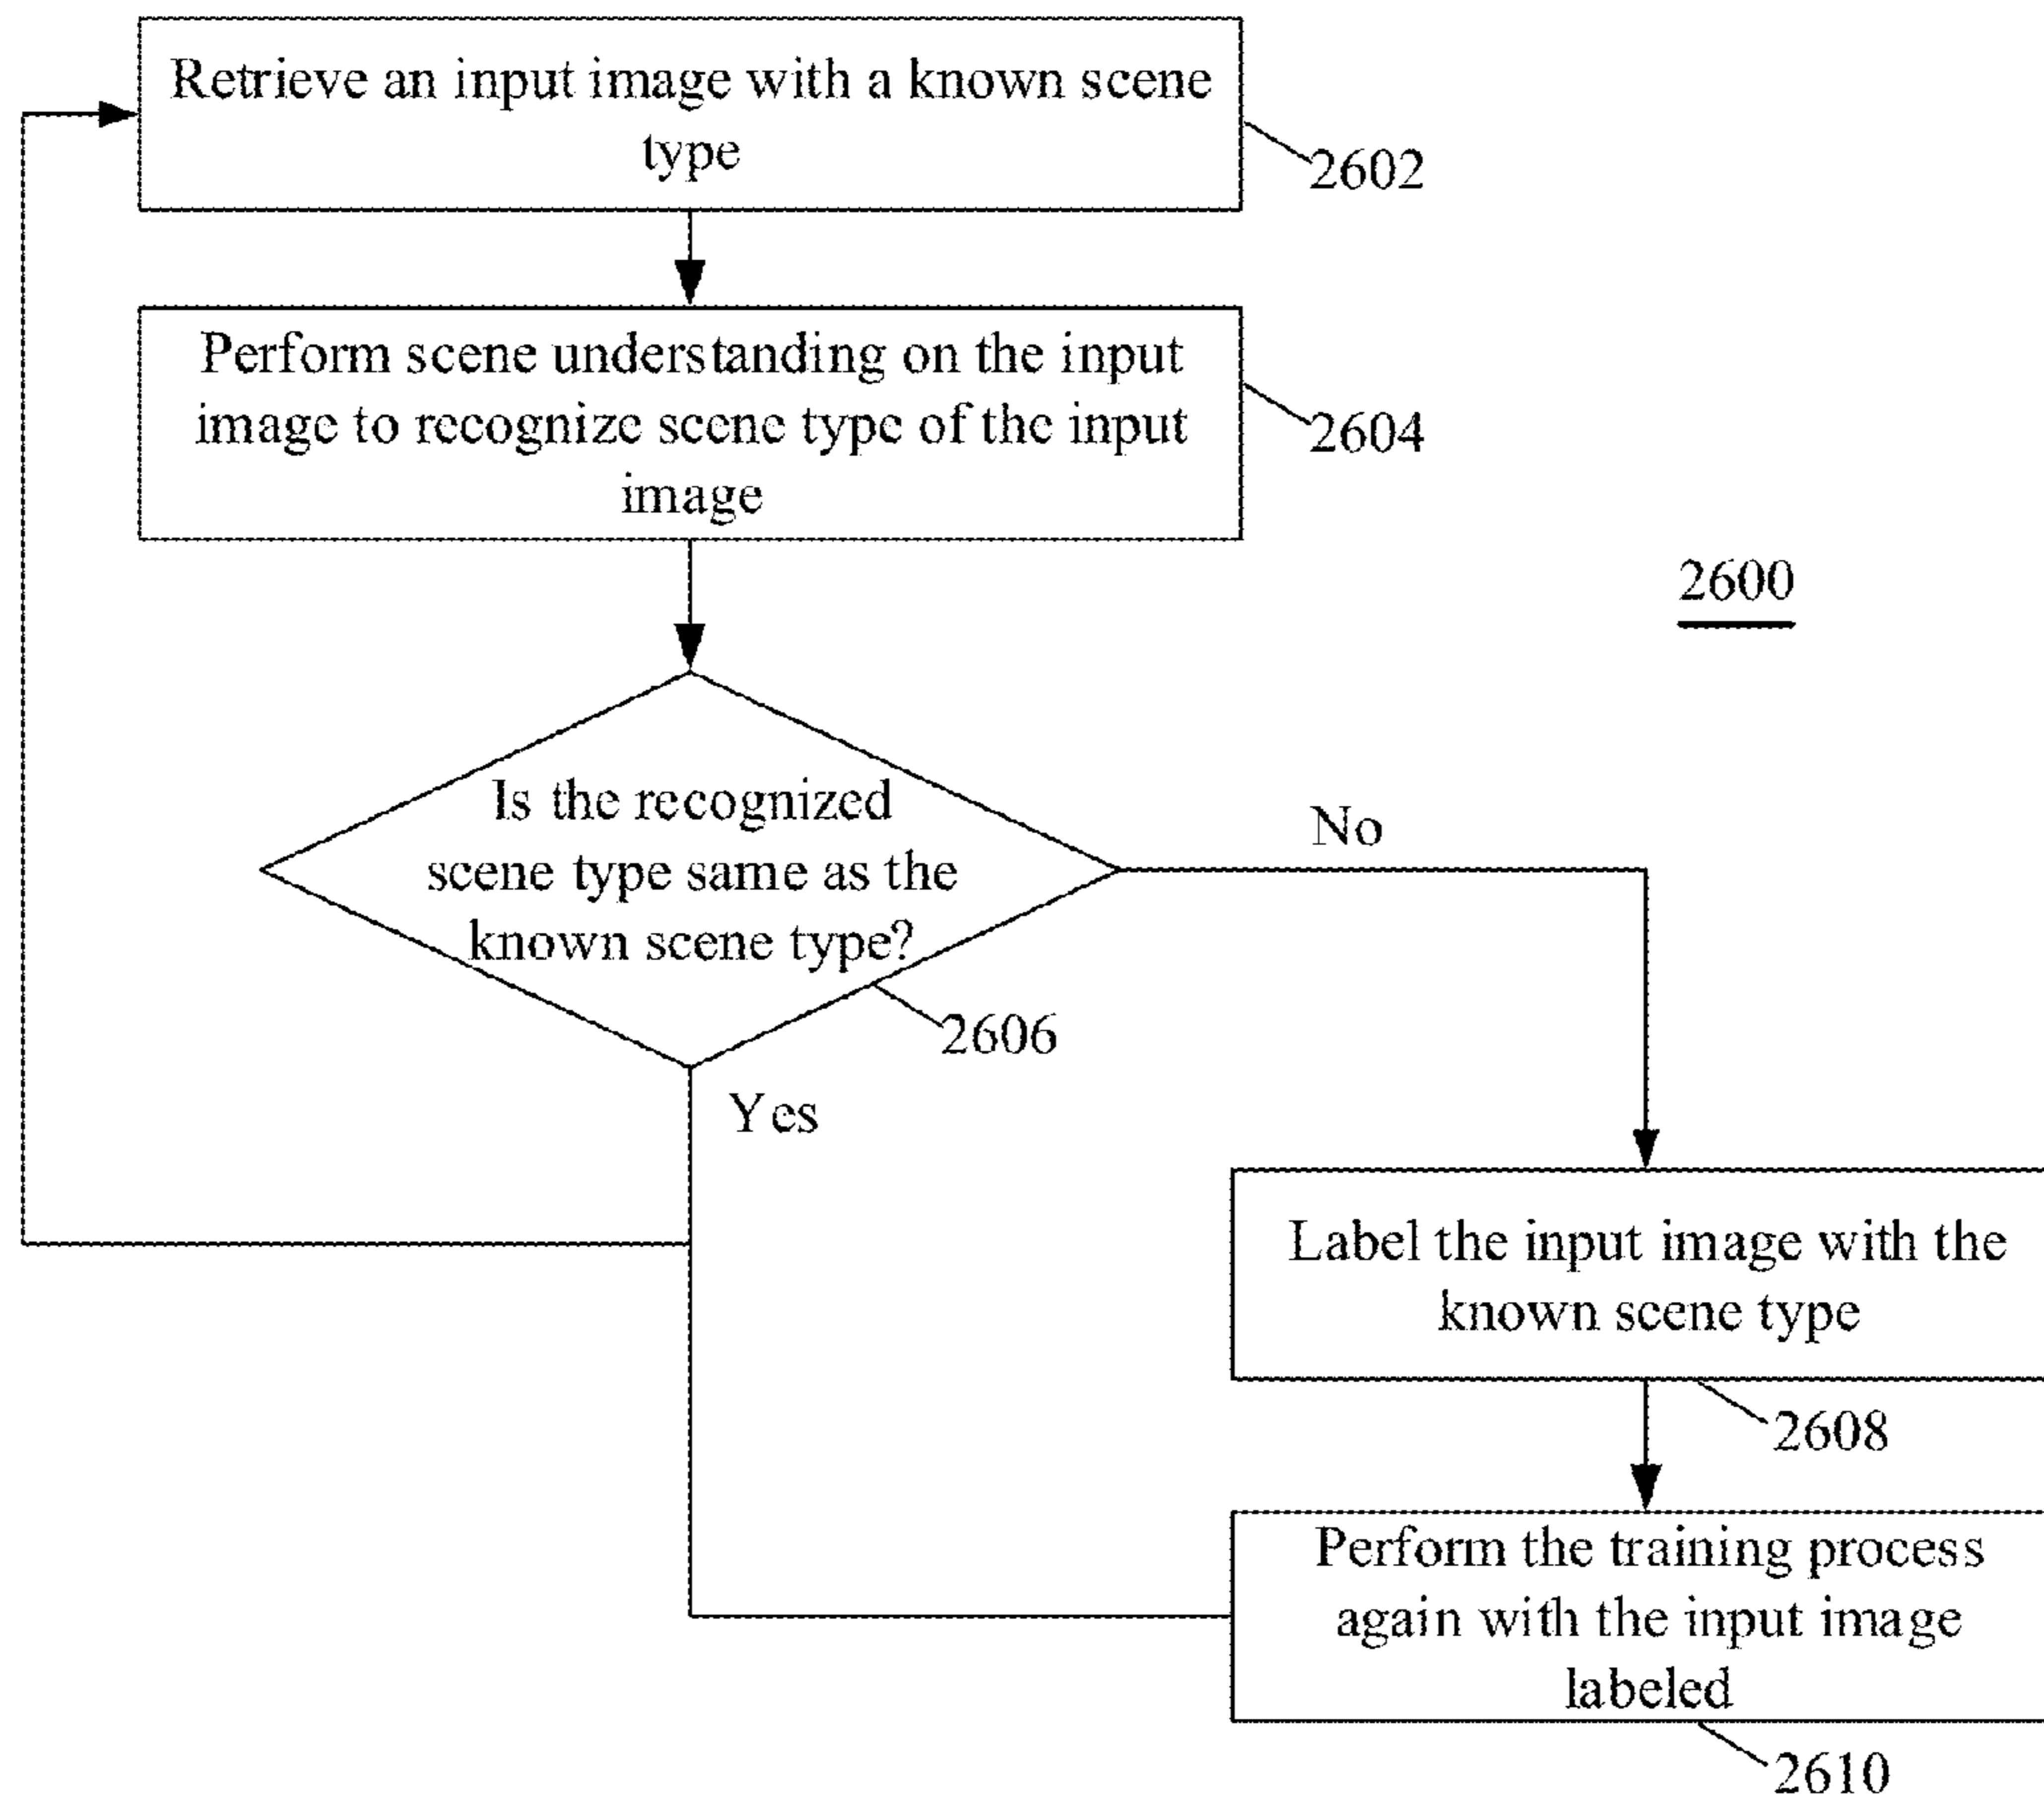 Retrieve an input image with a known scene
type
2602
Perform scene understanding on the input
image to recognize scene type of the input
image
2604
2600
Is the recognized
scene type same as the
known scene type?
2606
No
Yes
Label the input image with the
known scene type
2608
Perform the training process
again with the input image
labeled
2610